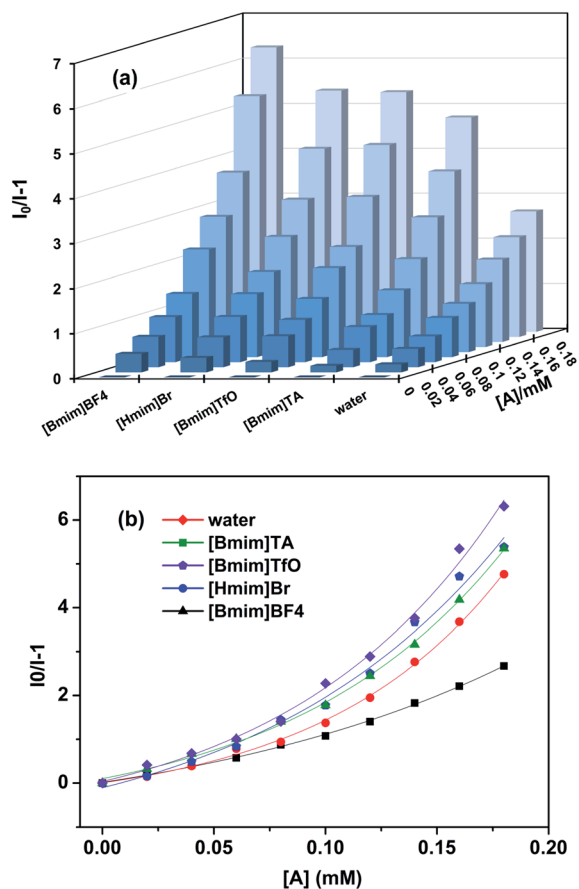 (a)
7
6
5
4
3
2
1
0
I₀/I-1
[Bmim]BF4
[Hmim]Br
[Bmim]TfO
[Bmim]TA
water
0
0.02
0.04
0.06
0.08
0.1
0.12
0.14
0.16
0.18
[A]/mM
(b)
water
[Bmim]TA
[Bmim]TfO
[Hmim]Br
[Bmim]BF4
6
4
2
0
I0/I-1
0.00 0.05 0.10 0.15 0.20
[A] (mM)